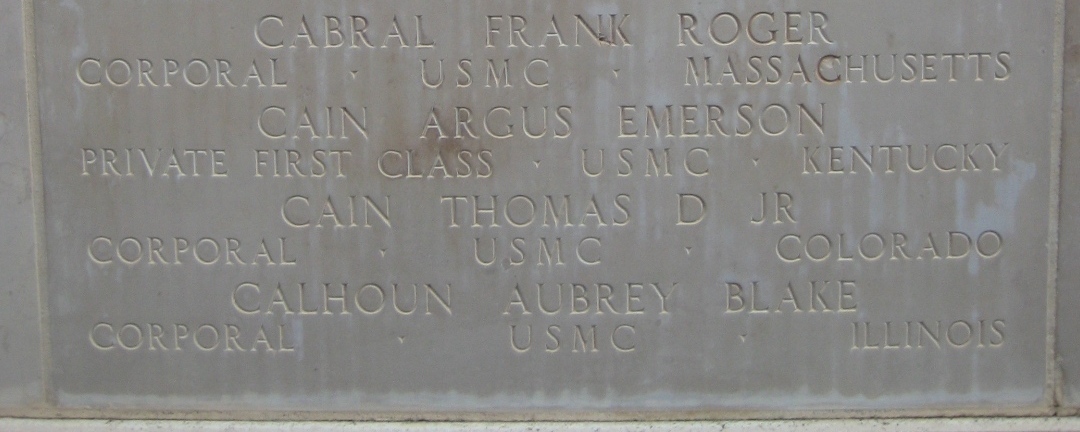 CABRAL FRANK ROGER
CORPORAL · USMC · MASSACHUSETTS
CAIN ARGUS EMERSON
PRIVATE FIRST CLASS · USMC · KENTUCKY
CAIN THOMAS D JR
CORPORAL · USMC · COLORADO
CALHOUN AUBREY BLAKE
CORPORAL · USMC · ILLINOIS